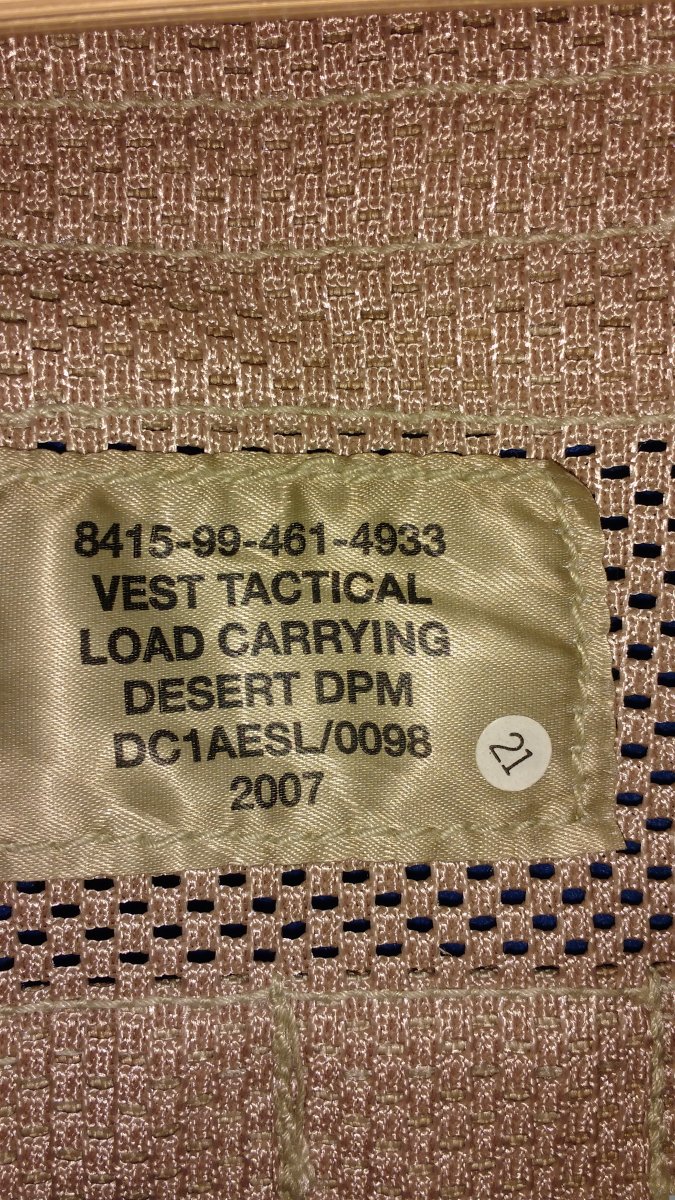 8415-99-461-4933
VEST TACTICAL
LOAD CARRYING
DESERT DPM
DC1AESL/0098
2007
21